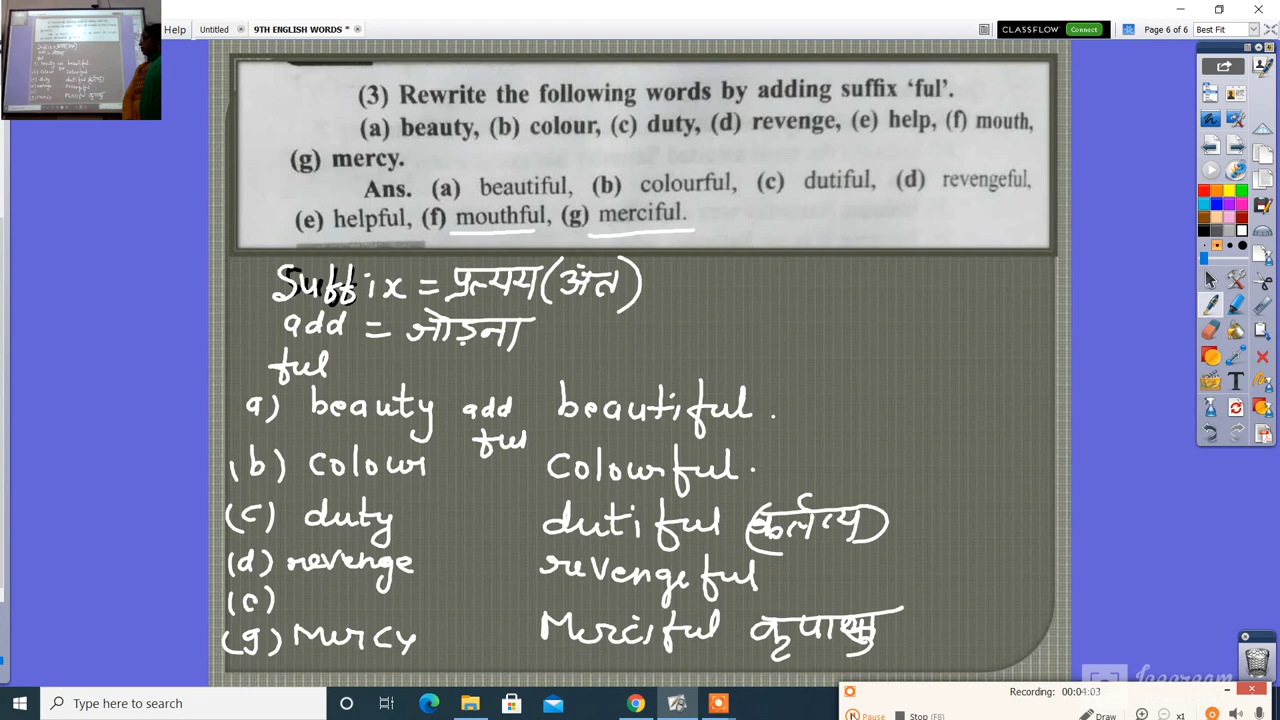 Help
Untitled
9TH ENGLISH WORDS *
CLASSFLOW Connect
Page 6 of 6
Best Fit
(3) Rewrite the following words by adding suffix ‘ful’.
(a) beauty, (b) colour, (c) duty, (d) revenge, (e) help, (f) mouth,
(g) mercy.
Ans. (a) beautiful, (b) colourful, (c) dutiful, (d) revengeful,
(e) helpful, (f) mouthful, (g) merciful.
Suffix = प्रत्यय (अंत)
add = जोड़ना
ful
a) beauty add beautiful.
ful
(b) Colour Colourful.
(c) duty dutiful (कर्तव्य)
(d) revenge revengeful
(e)
(g) Mercy Merciful
Type here to search
Recording: 00:04:03
Pause
Stop (F8)
Draw
x1